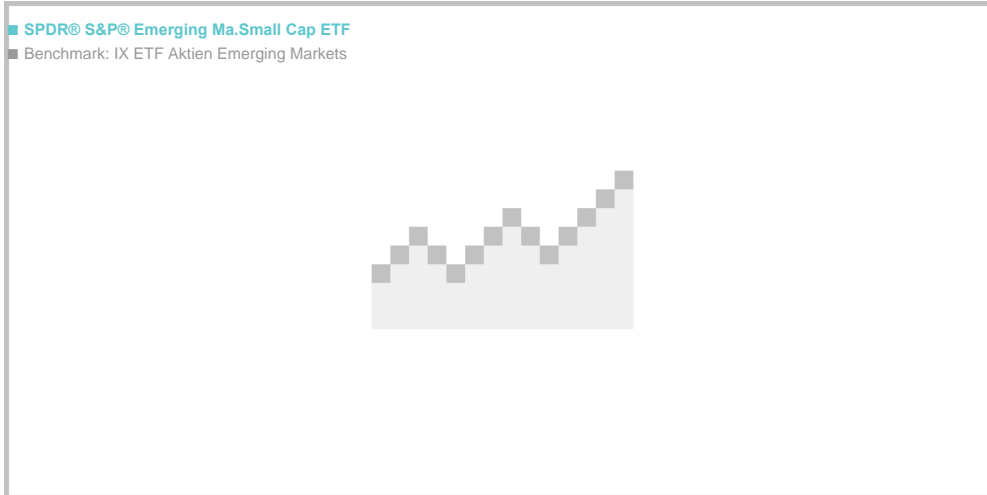 SPDR® S&P® Emerging Ma.Small Cap ETF
Benchmark: IX ETF Aktien Emerging Markets